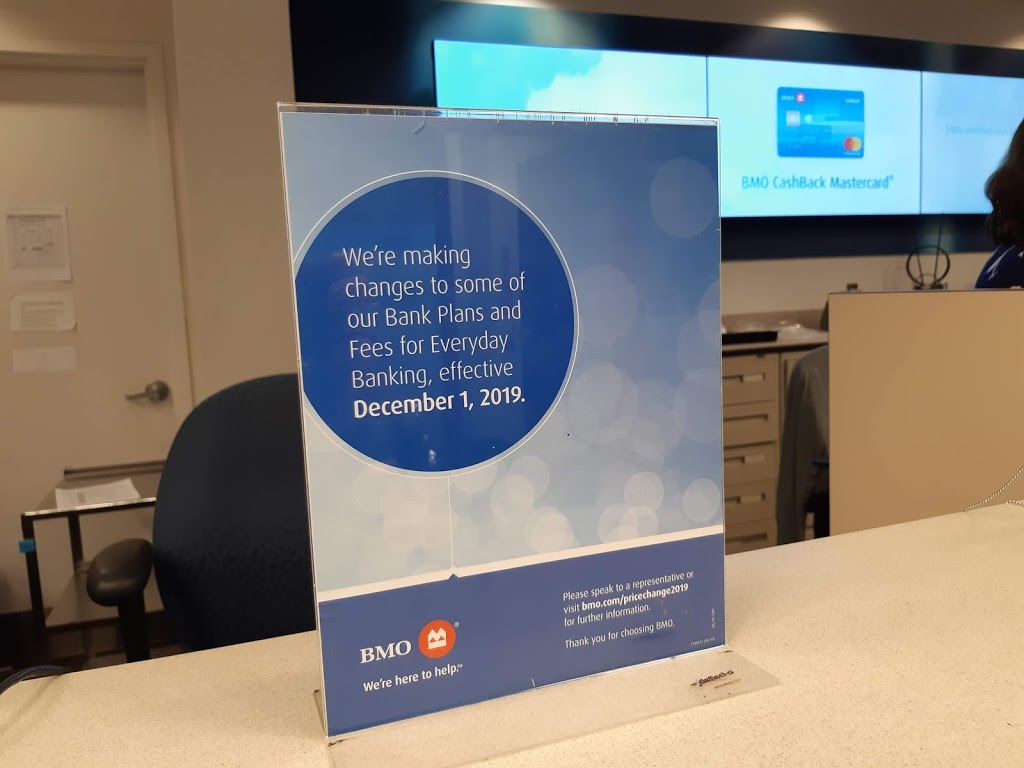 We're making
changes to some of
our Bank Plans and
Fees for Everyday
Banking, effective
December 1, 2019.
Please speak to a representative or
visit bmo.com/pricechange2019
for further information.
Thank you for choosing BMO.
BMO ®
We're here to help.™
BMO
BMO CashBack Mastercard®